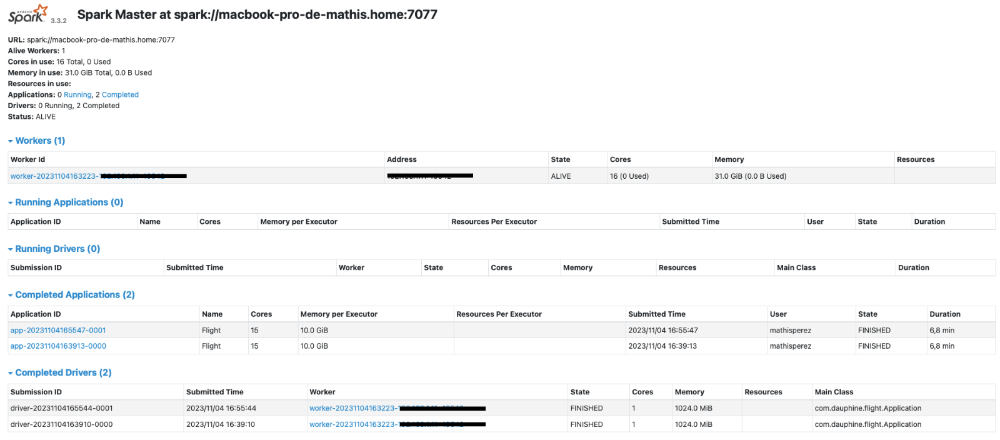 APACHE
Spark 3.3.2 Spark Master at spark://macbook-pro-de-mathis.home:7077
URL: spark://macbook-pro-de-mathis.home:7077
Alive Workers: 1
Cores in use: 16 Total, 0 Used
Memory in use: 31.0 GiB Total, 0.0 B Used
Resources in use:
Applications: 0 Running, 2 Completed
Drivers: 0 Running, 2 Completed
Status: ALIVE
Workers (1)
Worker Id Address State Cores Memory Resources
worker-20231104163223- ALIVE 16 (0 Used) 31.0 GiB (0.0 B Used)
Running Applications (0)
Application ID Name Cores Memory per Executor Resources Per Executor Submitted Time User State Duration
Running Drivers (0)
Submission ID Submitted Time Worker State Cores Memory Resources Main Class Duration
Completed Applications (2)
Application ID Name Cores Memory per Executor Resources Per Executor Submitted Time User State Duration
app-20231104165547-0001 Flight 15 10.0 GiB 2023/11/04 16:55:47 mathisperez FINISHED 6,8 min
app-20231104163913-0000 Flight 15 10.0 GiB 2023/11/04 16:39:13 mathisperez FINISHED 6,8 min
Completed Drivers (2)
Submission ID Submitted Time Worker State Cores Memory Resources Main Class
driver-20231104165544-0001 2023/11/04 16:55:44 worker-20231104163223- FINISHED 1 1024.0 MiB com.dauphine.flight.Application
driver-20231104163910-0000 2023/11/04 16:39:10 worker-20231104163223- FINISHED 1 1024.0 MiB com.dauphine.flight.Application